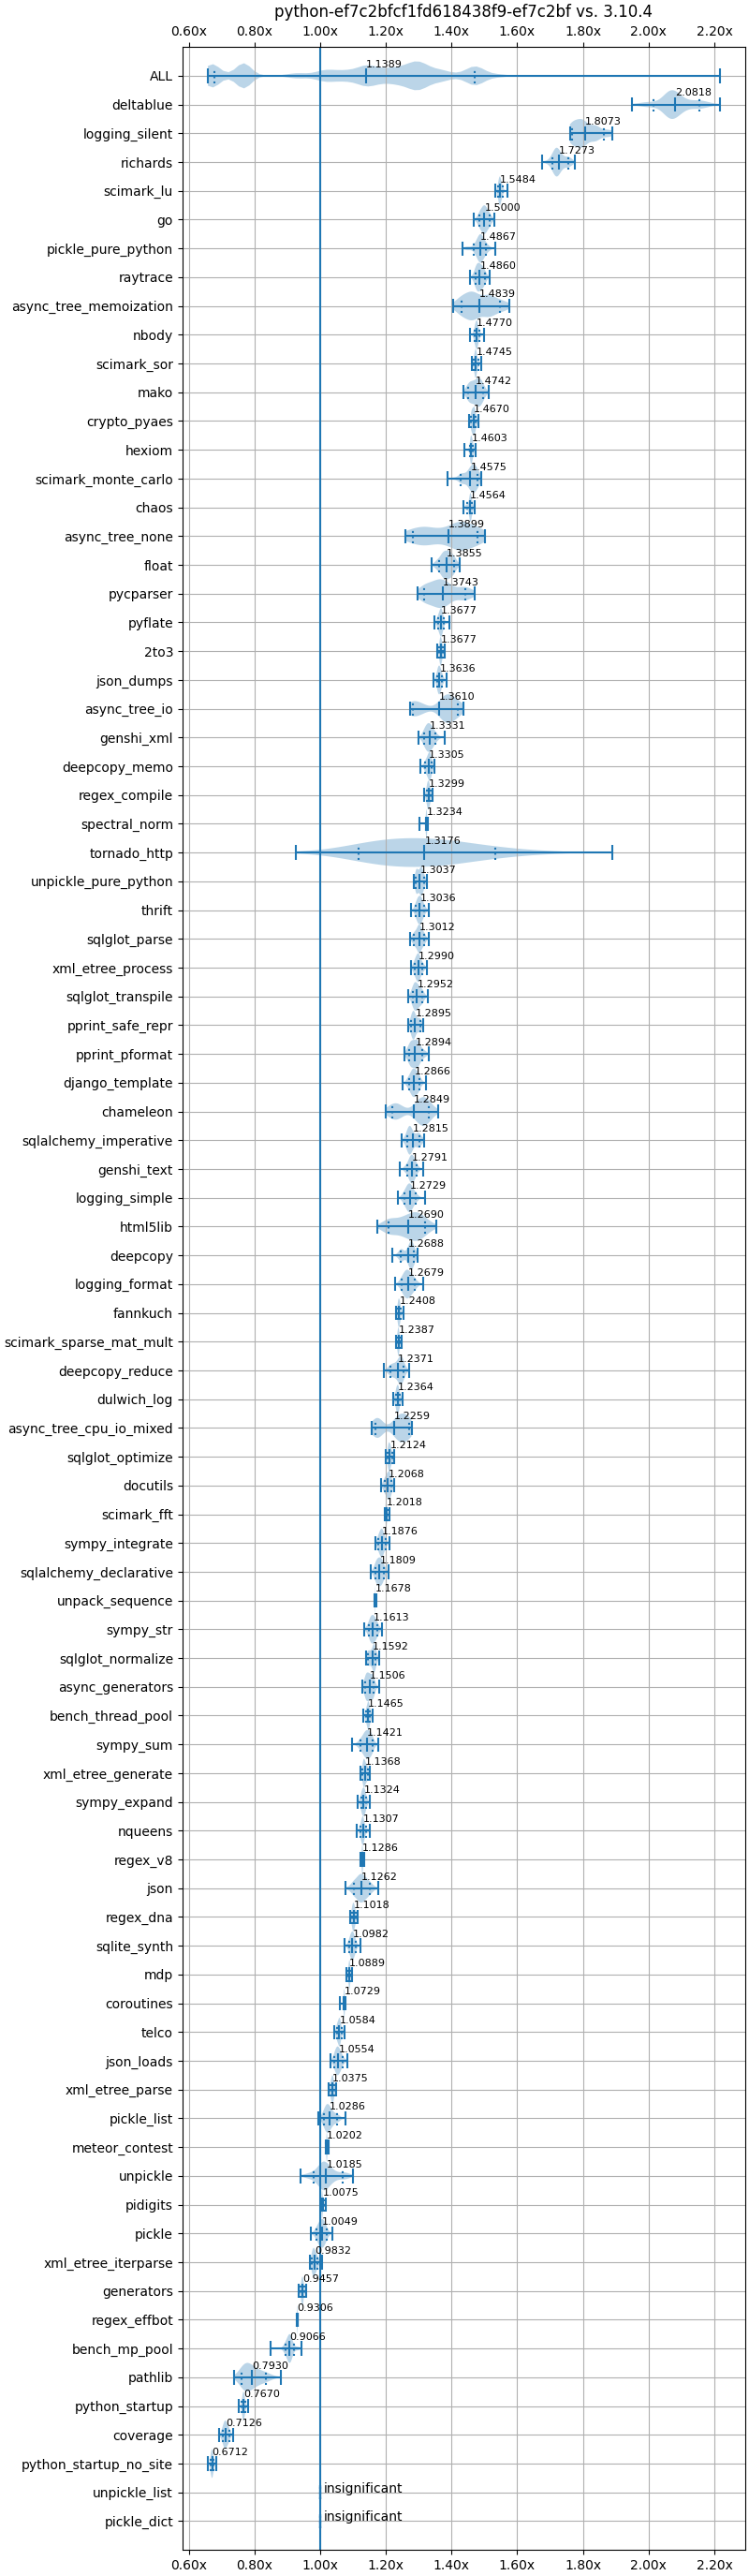 python-ef7c2bfcf1fd618438f9-ef7c2bf vs. 3.10.4
0.60x 0.80x 1.00x 1.20x 1.40x 1.60x 1.80x 2.00x 2.20x
ALL 1.1389
deltablue 2.0818
logging_silent 1.8073
richards 1.7273
scimark_lu 1.5484
go 1.5000
pickle_pure_python 1.4867
raytrace 1.4860
async_tree_memoization 1.4839
nbody 1.4770
scimark_sor 1.4745
mako 1.4742
crypto_pyaes 1.4670
hexiom 1.4603
scimark_monte_carlo 1.4575
chaos 1.4564
async_tree_none 1.3899
float 1.3855
pycparser 1.3743
pyflate 1.3677
2to3 1.3677
json_dumps 1.3636
async_tree_io 1.3610
genshi_xml 1.3331
deepcopy_memo 1.3305
regex_compile 1.3299
spectral_norm 1.3234
tornado_http 1.3176
unpickle_pure_python 1.3037
thrift 1.3036
sqlglot_parse 1.3012
xml_etree_process 1.2990
sqlglot_transpile 1.2952
pprint_safe_repr 1.2895
pprint_pformat 1.2894
django_template 1.2866
chameleon 1.2849
sqlalchemy_imperative 1.2815
genshi_text 1.2791
logging_simple 1.2729
html5lib 1.2690
deepcopy 1.2688
logging_format 1.2679
fannkuch 1.2408
scimark_sparse_mat_mult 1.2387
deepcopy_reduce 1.2371
dulwich_log 1.2364
async_tree_cpu_io_mixed 1.2259
sqlglot_optimize 1.2124
docutils 1.2068
scimark_fft 1.2018
sympy_integrate 1.1876
sqlalchemy_declarative 1.1809
unpack_sequence 1.1678
sympy_str 1.1613
sqlglot_normalize 1.1592
async_generators 1.1506
bench_thread_pool 1.1465
sympy_sum 1.1421
xml_etree_generate 1.1368
sympy_expand 1.1324
nqueens 1.1307
regex_v8 1.1286
json 1.1262
regex_dna 1.1018
sqlite_synth 1.0982
mdp 1.0889
coroutines 1.0729
telco 1.0584
json_loads 1.0554
xml_etree_parse 1.0375
pickle_list 1.0286
meteor_contest 1.0202
unpickle 1.0185
pidigits 1.0075
pickle 1.0049
xml_etree_iterparse 0.9832
generators 0.9457
regex_effbot 0.9306
bench_mp_pool 0.9066
pathlib 0.7930
python_startup 0.7670
coverage 0.7126
python_startup_no_site 0.6712
unpickle_list insignificant
pickle_dict insignificant
0.60x 0.80x 1.00x 1.20x 1.40x 1.60x 1.80x 2.00x 2.20x